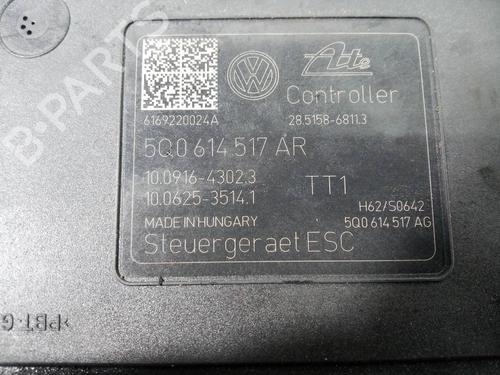 Ate
Controller
6169220024A
28.5158-6811.3
5Q0 614 517 AR
10.0916-4302.3
10.0625-3514.1
TT1
H62/S0642
MADE IN HUNGARY
5Q0 614 517 AG
Steuergeraet ESC
>PBT-G
B-PARTS